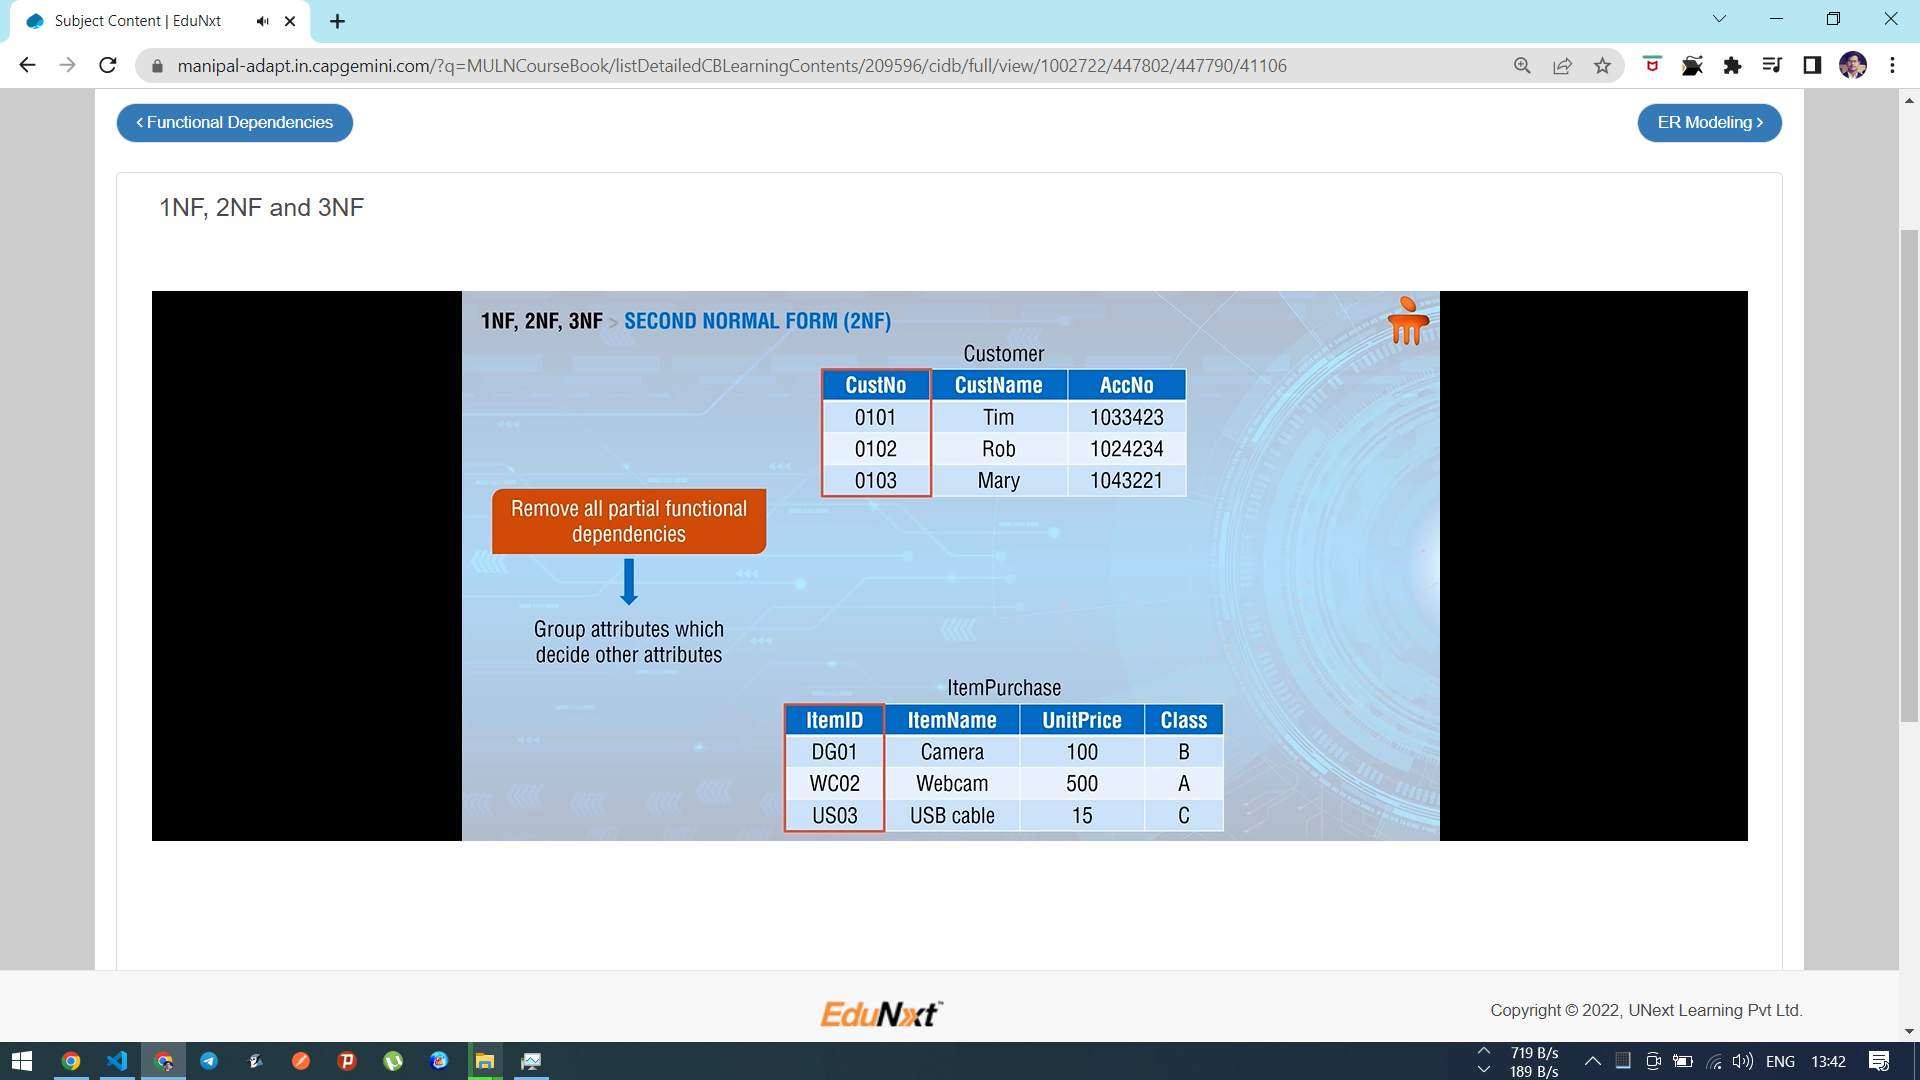 Subject Content | EduNxt
manipal-adapt.in.capgemini.com/?q=MULNCourseBook/listDetailedCBLearningContents/209596/cidb/full/view/1002722/447802/447790/41106
< Functional Dependencies
ER Modeling >
1NF, 2NF and 3NF
1NF, 2NF, 3NF > SECOND NORMAL FORM (2NF)
Customer
CustNo CustName AccNo
0101 Tim 1033423
0102 Rob 1024234
0103 Mary 1043221
Remove all partial functional
dependencies
Group attributes which
decide other attributes
ItemPurchase
ItemID ItemName UnitPrice Class
DG01 Camera 100 B
WC02 Webcam 500 A
US03 USB cable 15 C
EduNxt
Copyright © 2022, UNext Learning Pvt Ltd.
719 B/s
189 B/s
ENG 13:42